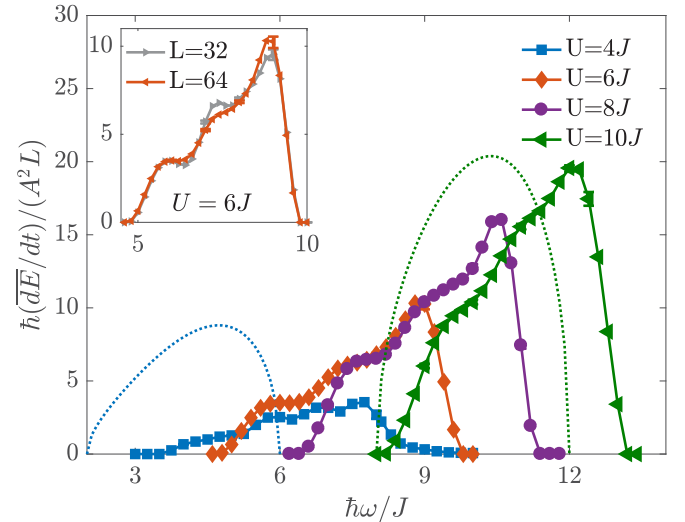 30
25
20
15
10
5
0
3
6
9
12
ħω/J
ħ(\overline{dE}/dt)/(A²L)
U=4J
U=6J
U=8J
U=10J
10
5
0
5
10
L=32
L=64
U = 6J